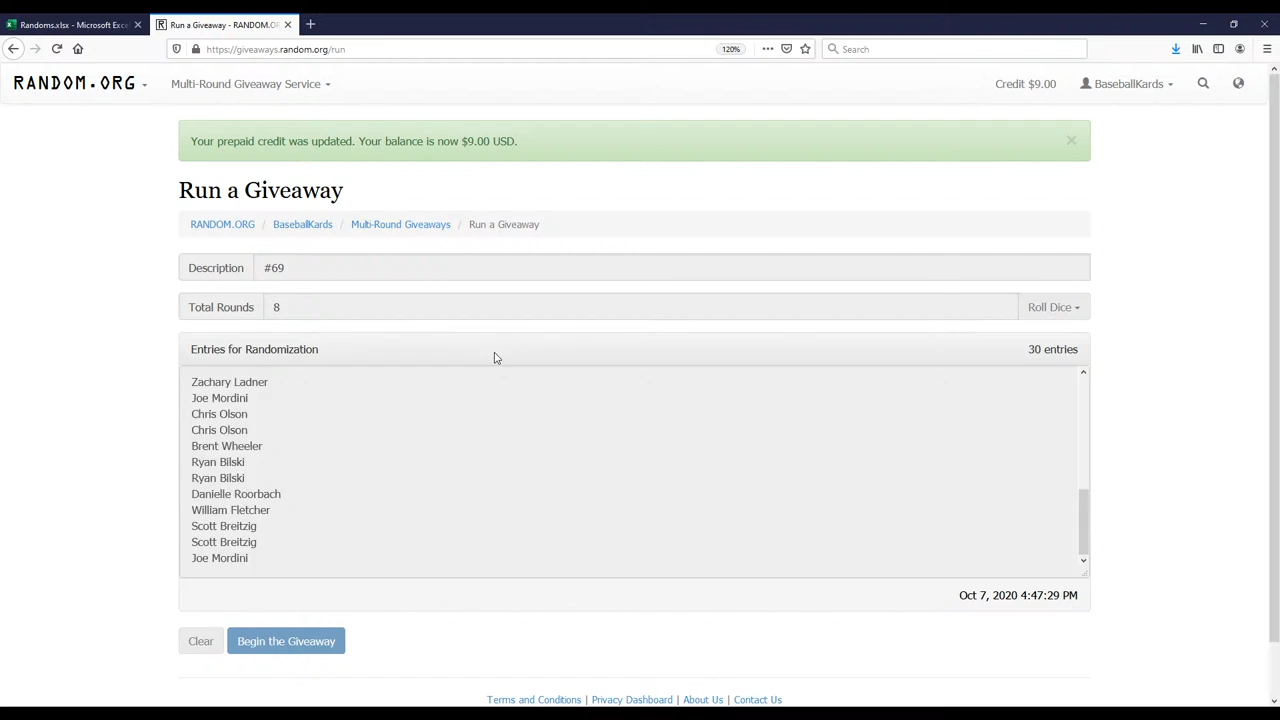 Randoms.xlsx - Microsoft Exce
Run a Giveaway - RANDOM.OR
https://giveaways.random.org/run
120%
Search
RANDOM.ORG
Multi-Round Giveaway Service
Credit $9.00
BaseballKards
Your prepaid credit was updated. Your balance is now $9.00 USD.
Run a Giveaway
RANDOM.ORG / BaseballKards / Multi-Round Giveaways / Run a Giveaway
Description #69
Total Rounds 8 Roll Dice
Entries for Randomization 30 entries
Zachary Ladner
Joe Mordini
Chris Olson
Chris Olson
Brent Wheeler
Ryan Bilski
Ryan Bilski
Danielle Roorbach
William Fletcher
Scott Breitzig
Scott Breitzig
Joe Mordini
Oct 7, 2020 4:47:29 PM
Clear Begin the Giveaway
Terms and Conditions | Privacy Dashboard | About Us | Contact Us